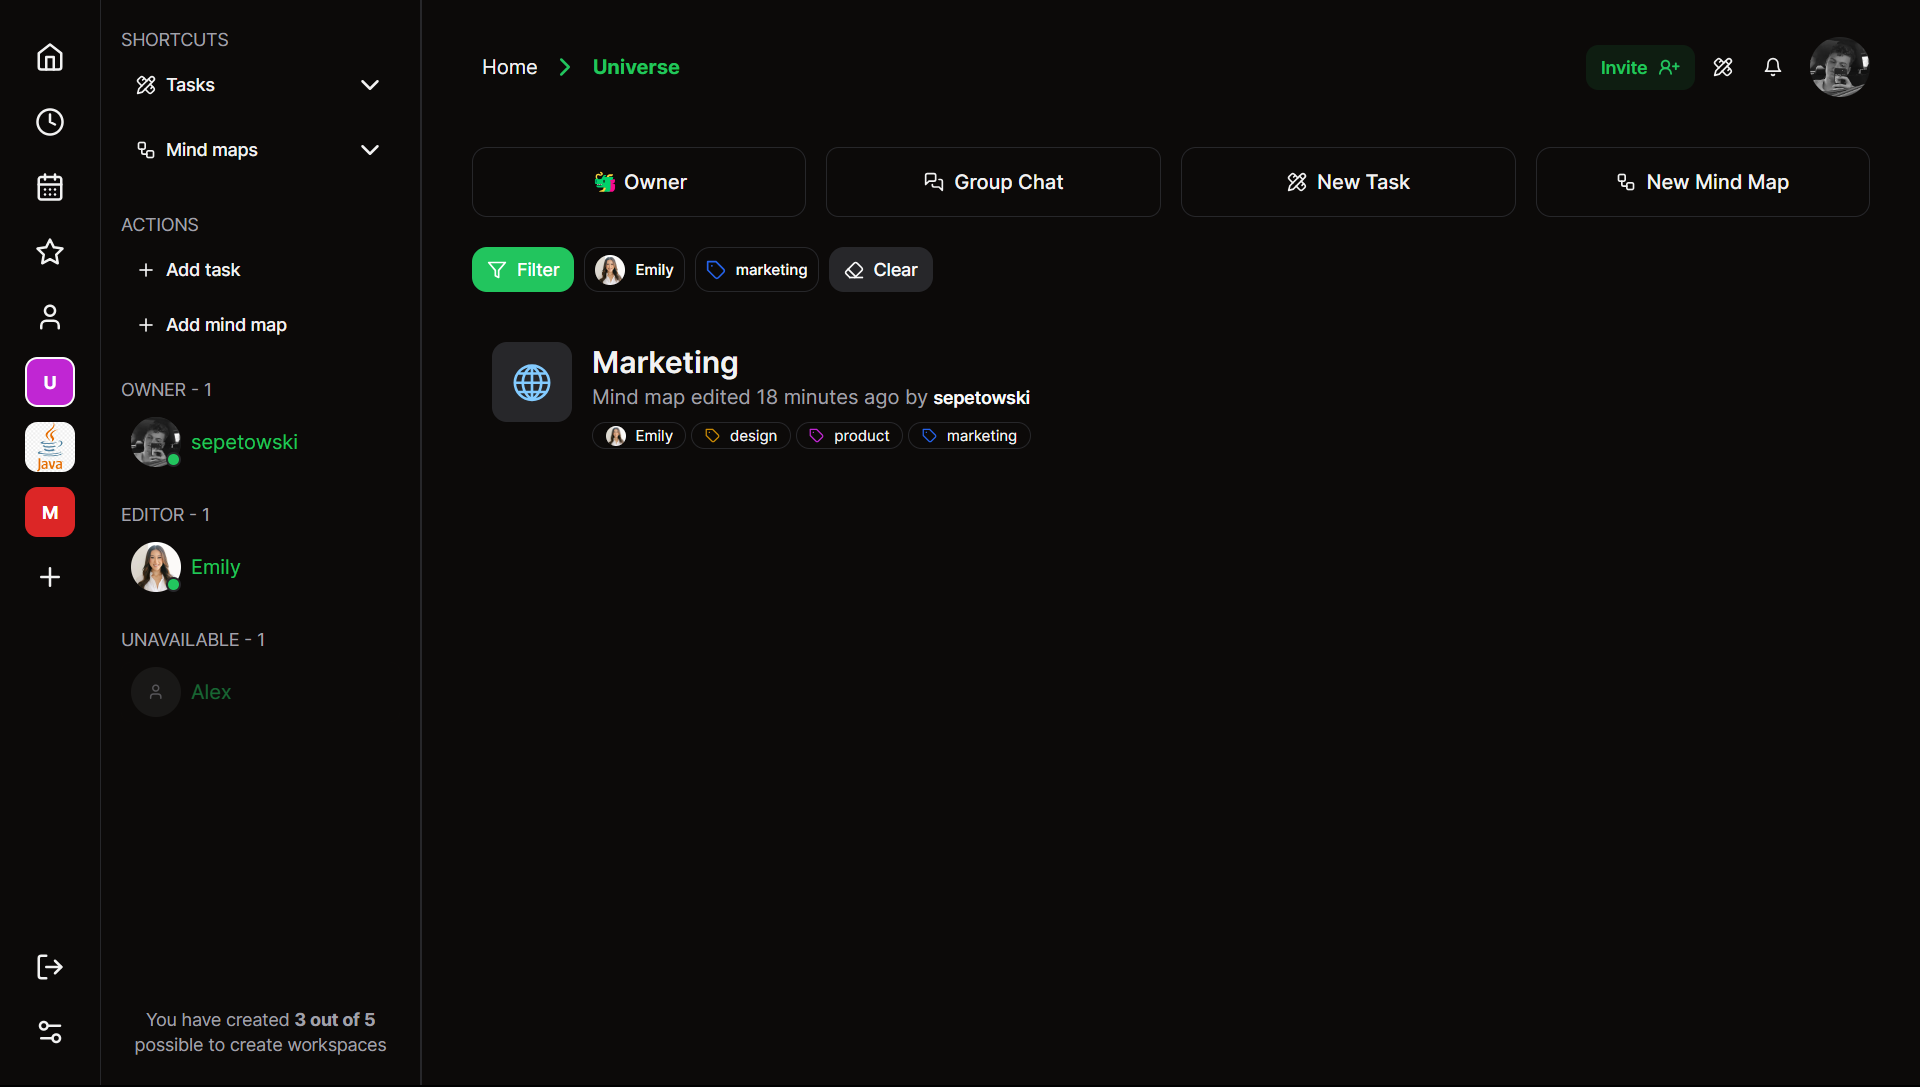 SHORTCUTS
Tasks
Mind maps
ACTIONS
Add task
Add mind map
OWNER - 1
sepetowski
EDITOR - 1
Emily
UNAVAILABLE - 1
Alex
You have created 3 out of 5
possible to create workspaces
U
Java
M
Home Universe
Invite
Owner
Group Chat
New Task
New Mind Map
Filter
Emily
marketing
Clear
Marketing
Mind map edited 18 minutes ago by sepetowski
Emily
design
product
marketing